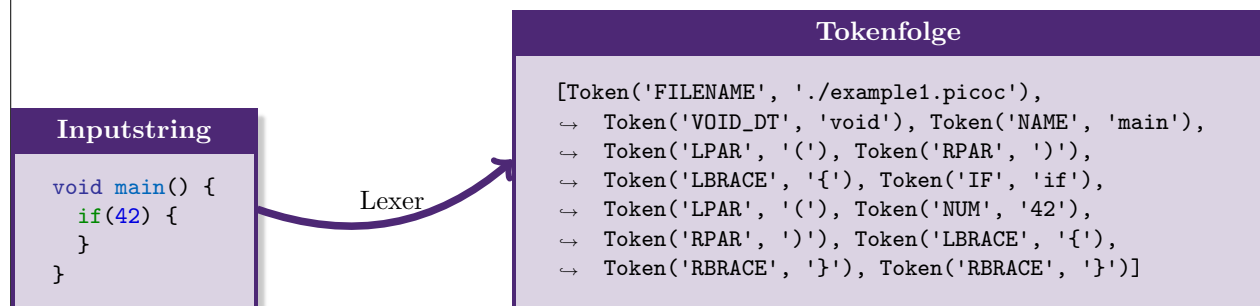 Inputstring
void main() {
  if(42) {
  }
}
Lexer
Tokenfolge
[Token('FILENAME', './example1.picoc'),
↪ Token('VOID_DT', 'void'), Token('NAME', 'main'),
↪ Token('LPAR', '('), Token('RPAR', ')'),
↪ Token('LBRACE', '{'), Token('IF', 'if'),
↪ Token('LPAR', '('), Token('NUM', '42'),
↪ Token('RPAR', ')'), Token('LBRACE', '{'),
↪ Token('RBRACE', '}'), Token('RBRACE', '}')]